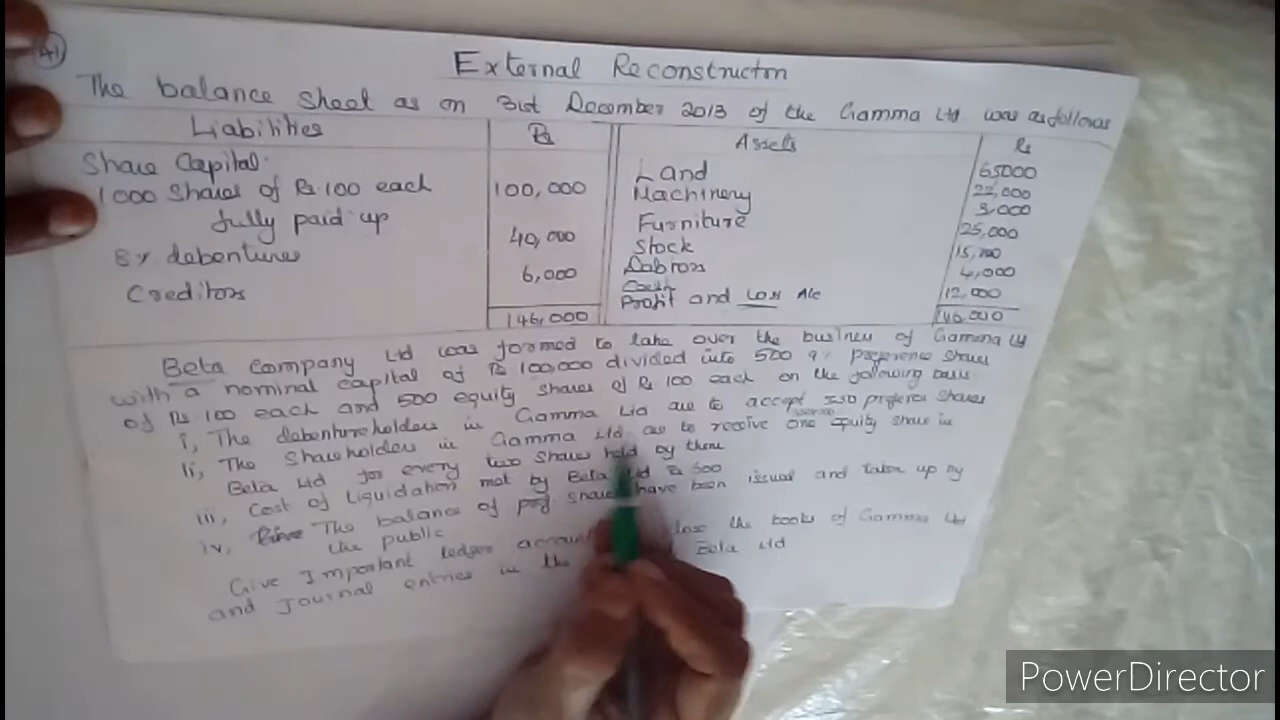 41
External Reconstructon
The balance sheet as on 31st December 2013 of the Gamma Ltd was as follows
Liabilities Rs Assets Rs
Share Capital: Land 65000
1000 Shares of Rs.100 each 100,000 Machinery 22,000
fully paid up Furniture 3,000
8% debentures 40,000 Stock 25,000
Creditors 6,000 Debtors 15,000
Cash 4,000
Profit and Loss A/c 12,000
146,000 146,000
Beta Company Ltd was formed to take over the business of Gamma Ltd
with a nominal capital of Rs 100,000 divided into 500 9% preference shares
of Rs 100 each and 500 equity shares of Rs 100 each on the following basis
i, The debentureholders in Gamma Ltd are to accept preference shares
ii, The Shareholders in Gamma Ltd are to receive one equity share in
Beta Ltd for every two shares held by them
iii, Cost of Liquidation met by Beta Ltd Rs 500
iv, The balance of pref shares have been issued and taken up by
the public
Give Important ledger close the books of Gamma Ltd
and Journal entries in the Beta Ltd
PowerDirector